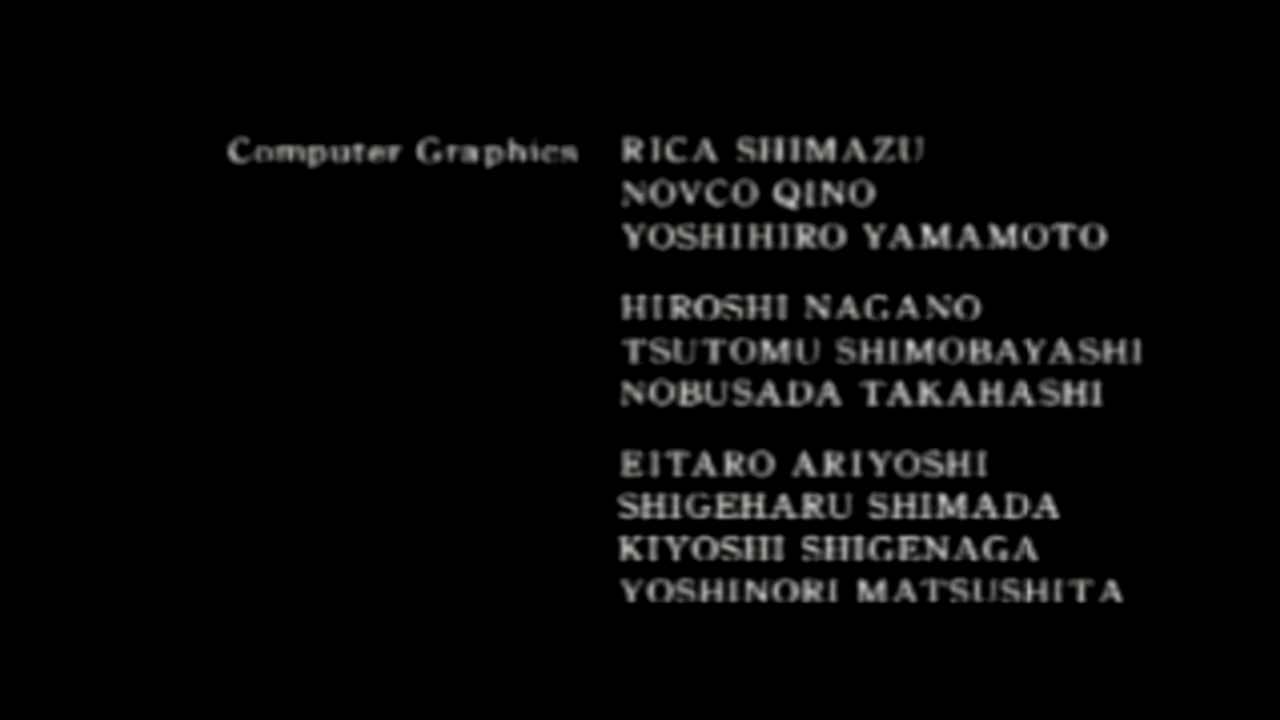 Computer Graphics RICA SHIMAZU
NOVCO QINO
YOSHIHIRO YAMAMOTO
HIROSHI NAGANO
TSUTOMU SHIMOBAYASHI
NOBUSADA TAKAHASHI
EITARO ARIYOSHI
SHIGEHARU SHIMADA
KIYOSHI SHIGENAGA
YOSHINORI MATSUSHITA